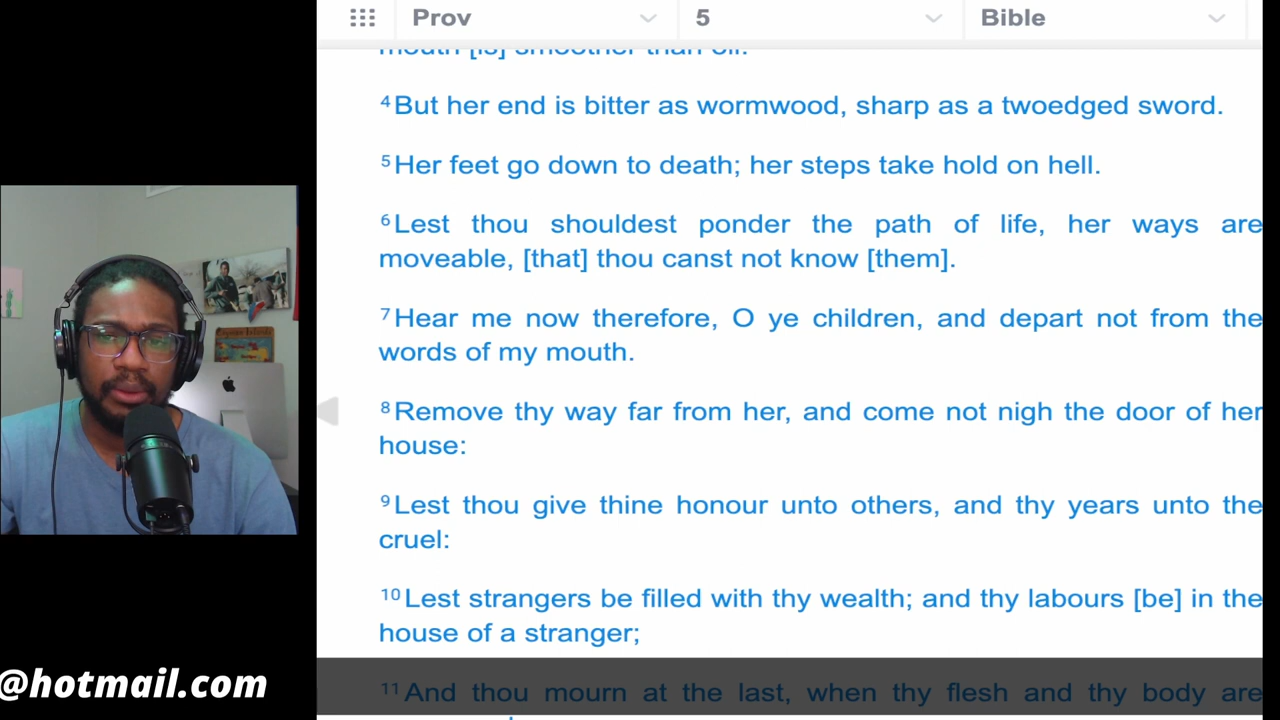 Prov 5 Bible
mouth [is] smoother than oil.
4 But her end is bitter as wormwood, sharp as a twoedged sword.
5 Her feet go down to death; her steps take hold on hell.
6 Lest thou shouldest ponder the path of life, her ways are
moveable, [that] thou canst not know [them].
7 Hear me now therefore, O ye children, and depart not from the
words of my mouth.
8 Remove thy way far from her, and come not nigh the door of her
house:
9 Lest thou give thine honour unto others, and thy years unto the
cruel:
10 Lest strangers be filled with thy wealth; and thy labours [be] in the
house of a stranger;
11 And thou mourn at the last, when thy flesh and thy body are
@hotmail.com